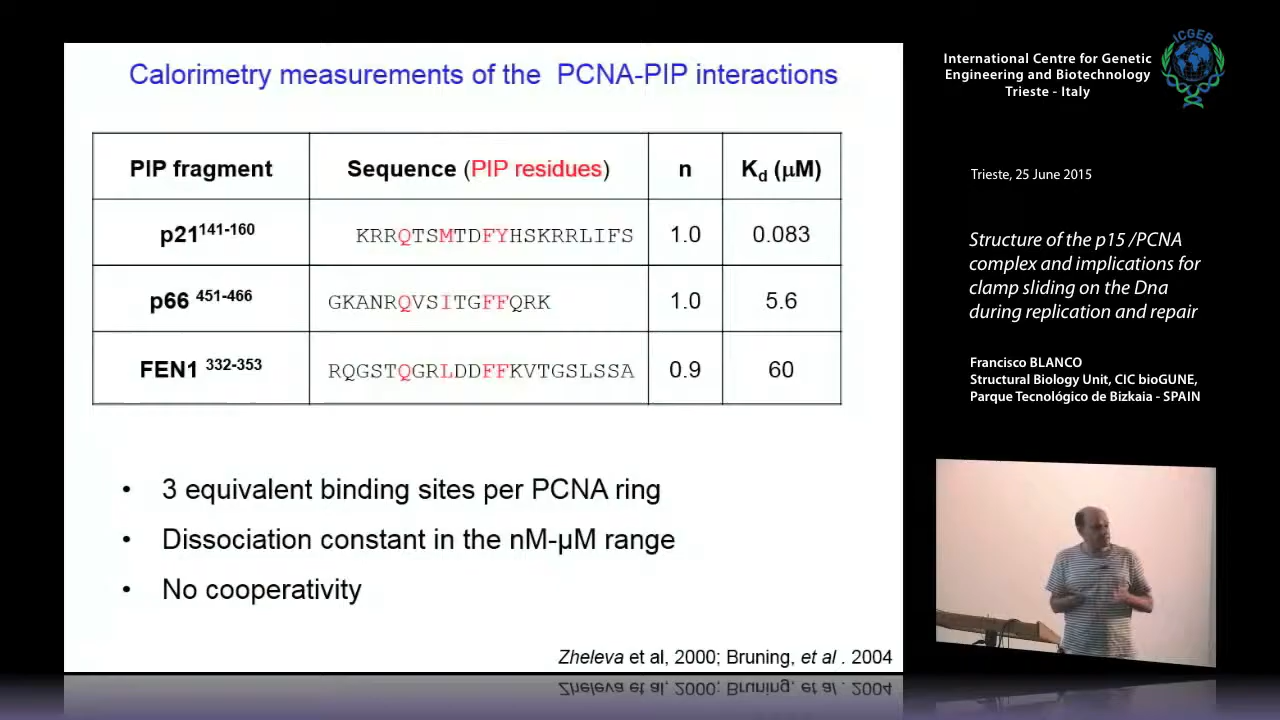 Calorimetry measurements of the PCNA-PIP interactions
PIP fragment Sequence (PIP residues) n Kd (μM)
p21 141-160 KRRQTSMTDFYHSKRRLIFS 1.0 0.083
p66 451-466 GKANRQVSITGFFQRK 1.0 5.6
FEN1 332-353 RQGSTQGRLDDFFKVTGSLSSA 0.9 60
• 3 equivalent binding sites per PCNA ring
• Dissociation constant in the nM-μM range
• No cooperativity
Zheleva et al, 2000; Bruning, et al . 2004
International Centre for Genetic
Engineering and Biotechnology
Trieste - Italy
ICGEB
Trieste, 25 June 2015
Structure of the p15 /PCNA
complex and implications for
clamp sliding on the Dna
during replication and repair
Francisco BLANCO
Structural Biology Unit, CIC bioGUNE,
Parque Tecnológico de Bizkaia - SPAIN